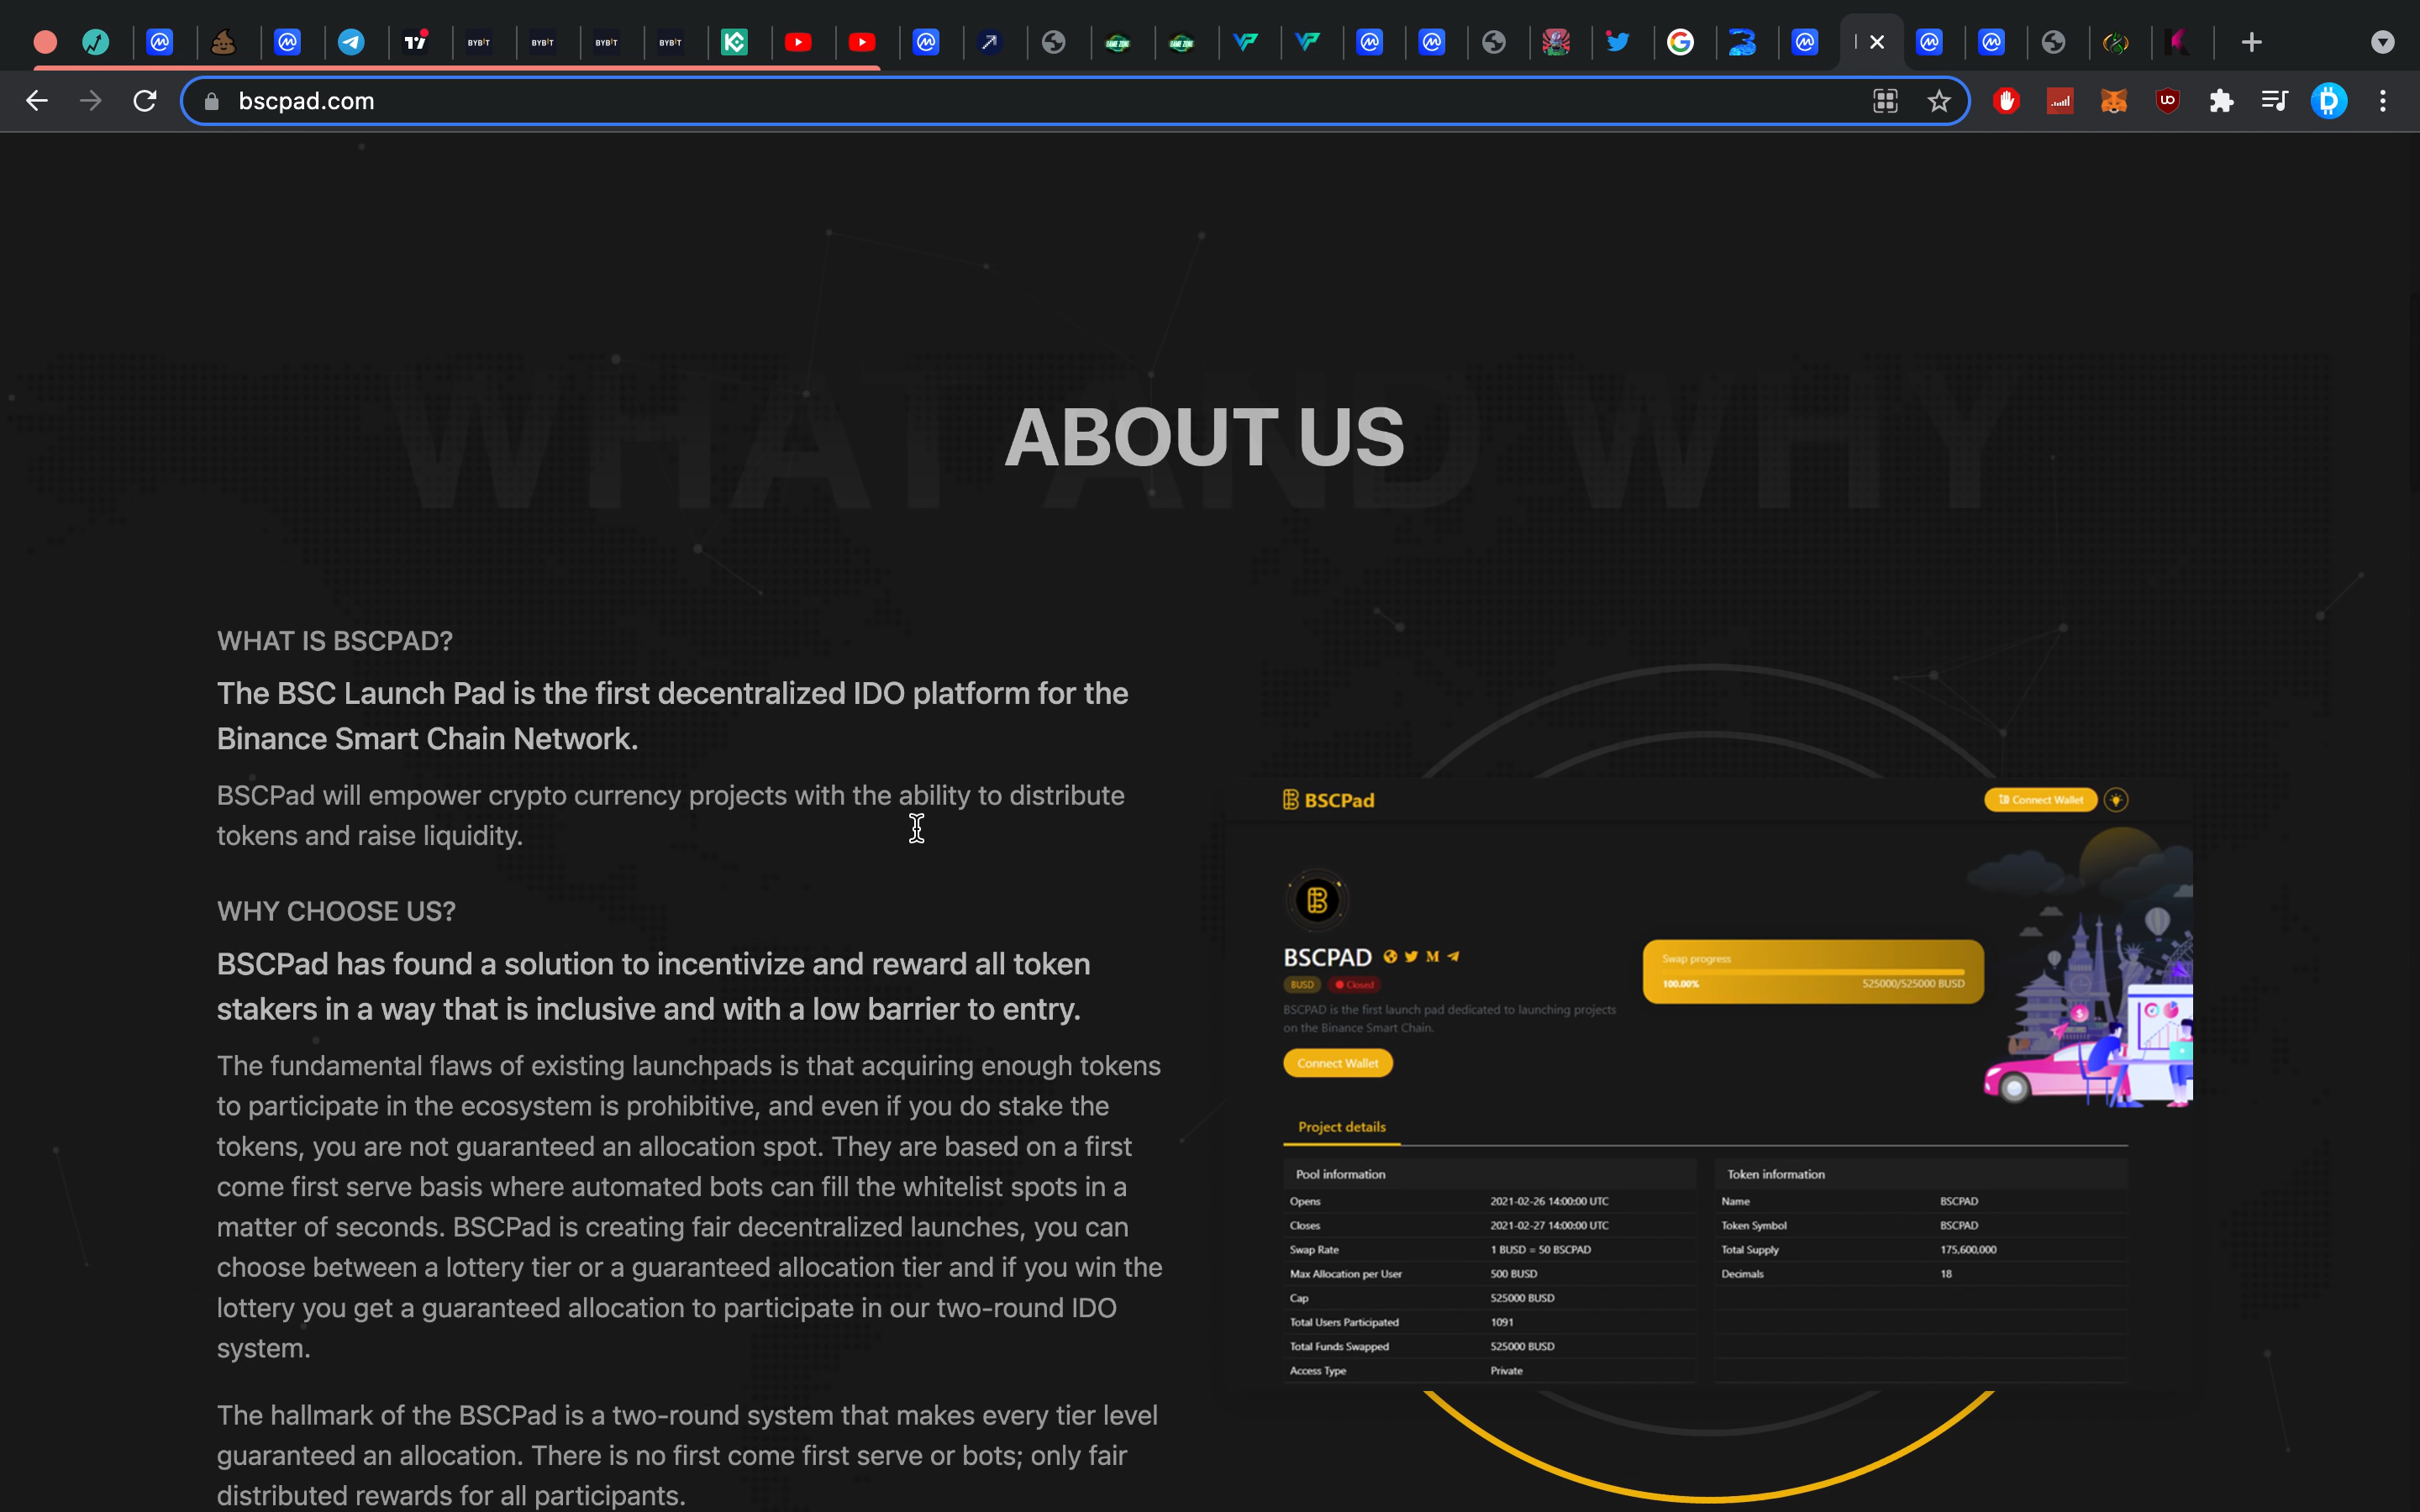 BYBIT
BYBIT
BYBIT
BYBIT
GAME ZONE
GAME ZONE
bscpad.com
WHAT AND WHY
ABOUT US
WHAT IS BSCPAD?
The BSC Launch Pad is the first decentralized IDO platform for the
Binance Smart Chain Network.
BSCPad will empower crypto currency projects with the ability to distribute
tokens and raise liquidity.
WHY CHOOSE US?
BSCPad has found a solution to incentivize and reward all token
stakers in a way that is inclusive and with a low barrier to entry.
The fundamental flaws of existing launchpads is that acquiring enough tokens
to participate in the ecosystem is prohibitive, and even if you do stake the
tokens, you are not guaranteed an allocation spot. They are based on a first
come first serve basis where automated bots can fill the whitelist spots in a
matter of seconds. BSCPad is creating fair decentralized launches, you can
choose between a lottery tier or a guaranteed allocation tier and if you win the
lottery you get a guaranteed allocation to participate in our two-round IDO
system.
The hallmark of the BSCPad is a two-round system that makes every tier level
guaranteed an allocation. There is no first come first serve or bots; only fair
distributed rewards for all participants.
BSCPad
Connect Wallet
BSCPAD
BUSD Closed
BSCPAD is the first launch pad dedicated to launching projects
on the Binance Smart Chain.
Connect Wallet
Swap progress
100.00% 525000/525000 BUSD
Project details
Pool information
Opens 2021-02-26 14:00:00 UTC
Closes 2021-02-27 14:00:00 UTC
Swap Rate 1 BUSD = 50 BSCPAD
Max Allocation per User 500 BUSD
Cap 525000 BUSD
Total Users Participated 1091
Total Funds Swapped 525000 BUSD
Access Type Private
Token information
Name BSCPAD
Token Symbol BSCPAD
Total Supply 175,600,000
Decimals 18